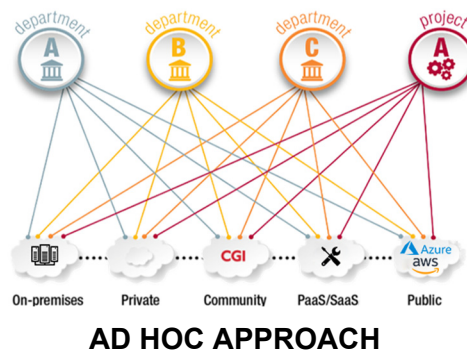 department department department project
A B C A
CGI
Azure
aws
On-premises Private Community PaaS/SaaS Public
AD HOC APPROACH